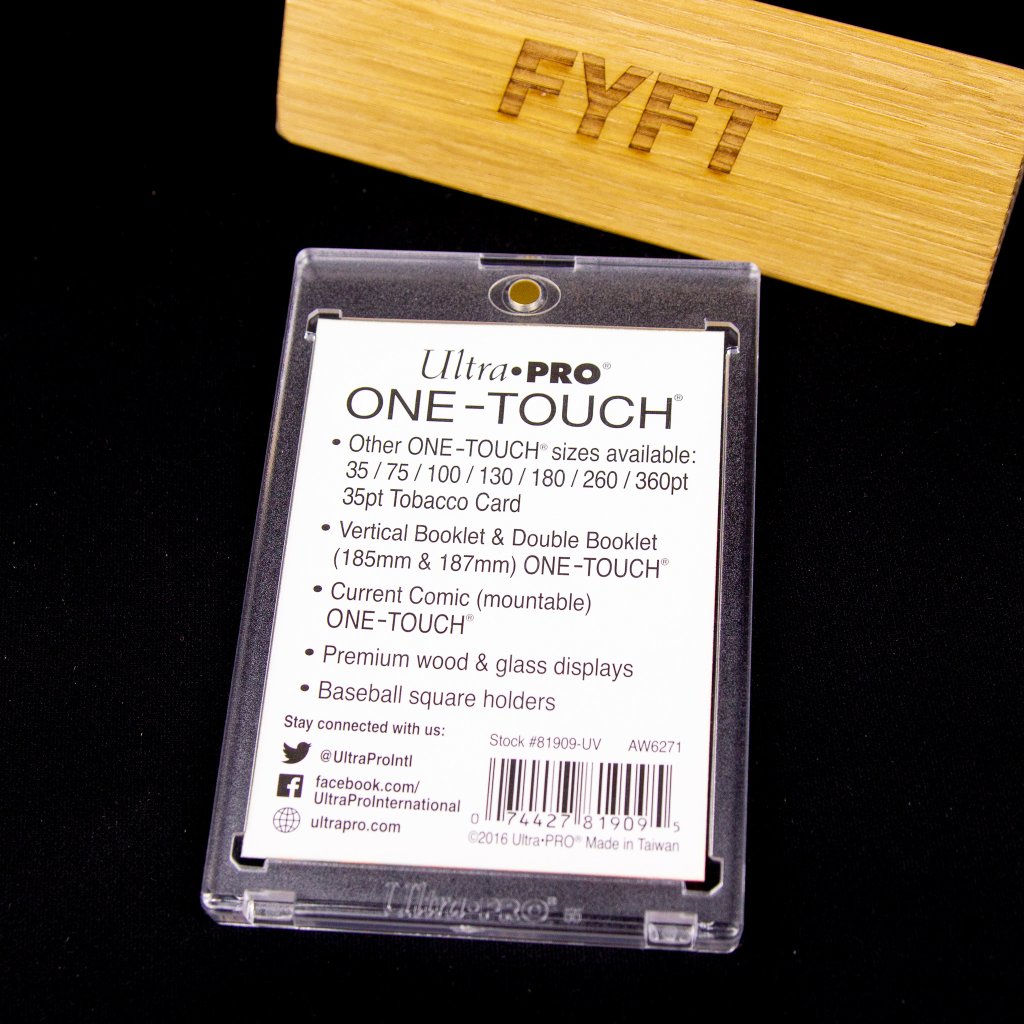 FYFT
Ultra•PRO®
ONE-TOUCH®
• Other ONE-TOUCH® sizes available:
35 / 75 / 100 / 130 / 180 / 260 / 360pt
35pt Tobacco Card
• Vertical Booklet & Double Booklet
(185mm & 187mm) ONE-TOUCH®
• Current Comic (mountable)
ONE-TOUCH®
• Premium wood & glass displays
• Baseball square holders
Stay connected with us:
@UltraProIntl
facebook.com/
UltraProInternational
ultrapro.com
Stock #81909-UV AW6271
0 74427 81909 5
©2016 Ultra•PRO® Made in Taiwan
Ultra•PRO®